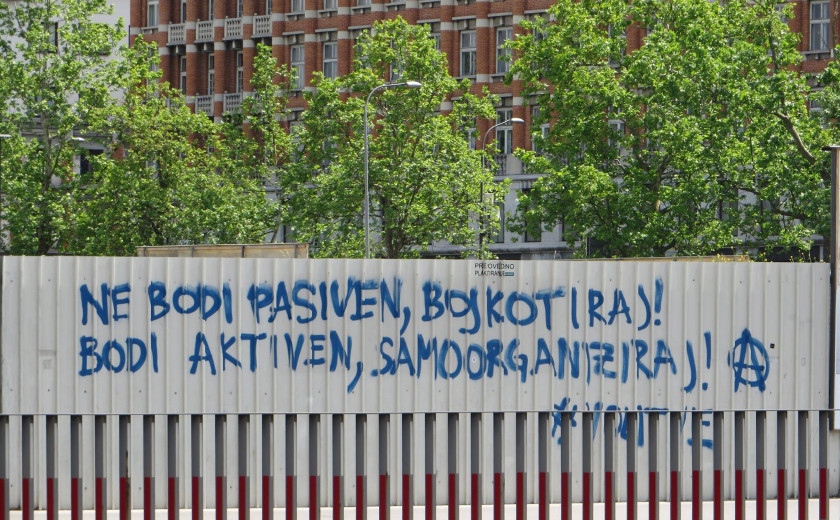 PREPOVEDANO
PLAKATIRANJE
NE BODI PASIVEN, BOJKOTIRAJ!
BODI AKTIVEN, SAMOORGANIZIRAJ! Ⓐ